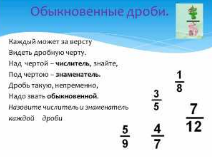 Обыкновенные дроби.
Каждый может за версту
Видеть дробную черту.
Над чертой – числитель, знайте,
Под чертою – знаменатель.
Дробь такую, непременно,
Надо звать обыкновенной.
Назовите числитель и знаменатель
каждой дроби
1/8
3/5
7/12
5/9
4/7